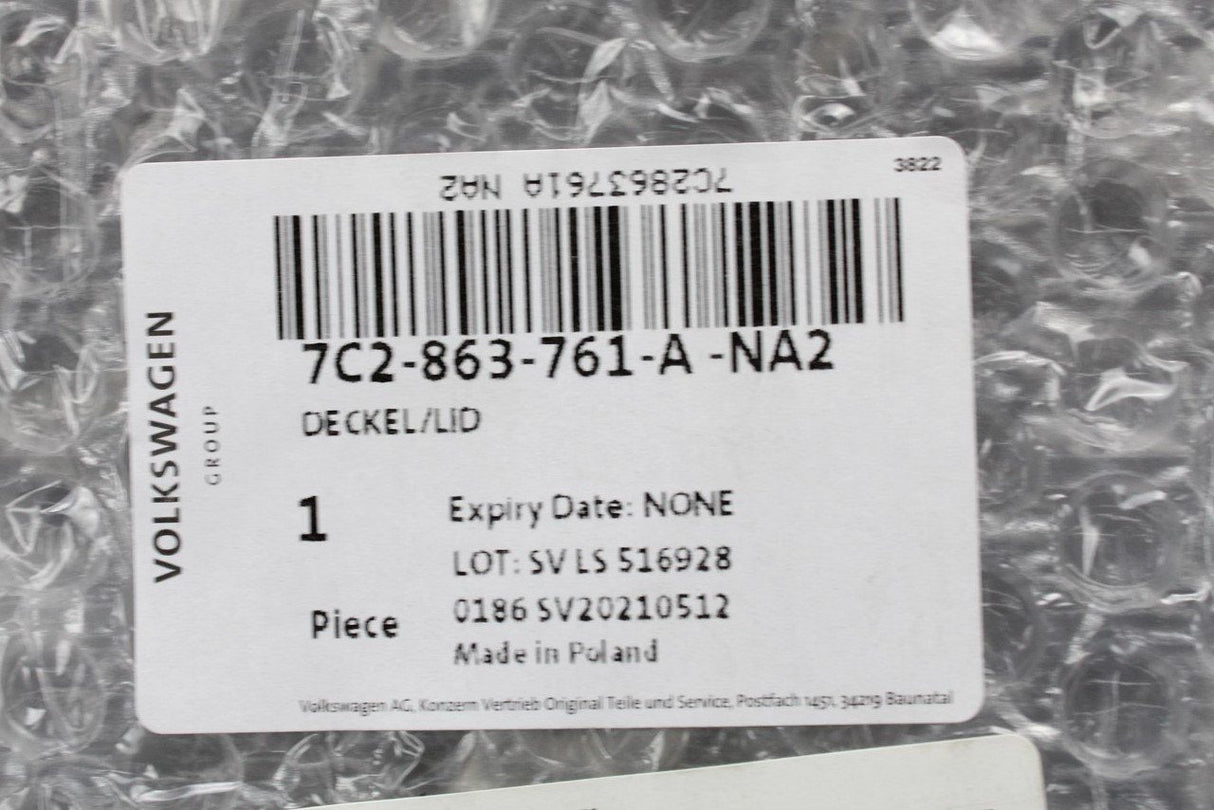 3822
7C2863761A NA2
7C2-863-761-A -NA2
DECKEL/LID
VOLKSWAGEN
GROUP
1
Piece
Expiry Date: NONE
LOT: SV LS 516928
0186 SV20210512
Made in Poland
Volkswagen AG, Konzern Vertrieb Original Teile und Service, Postfach 1451, 34219 Baunatal